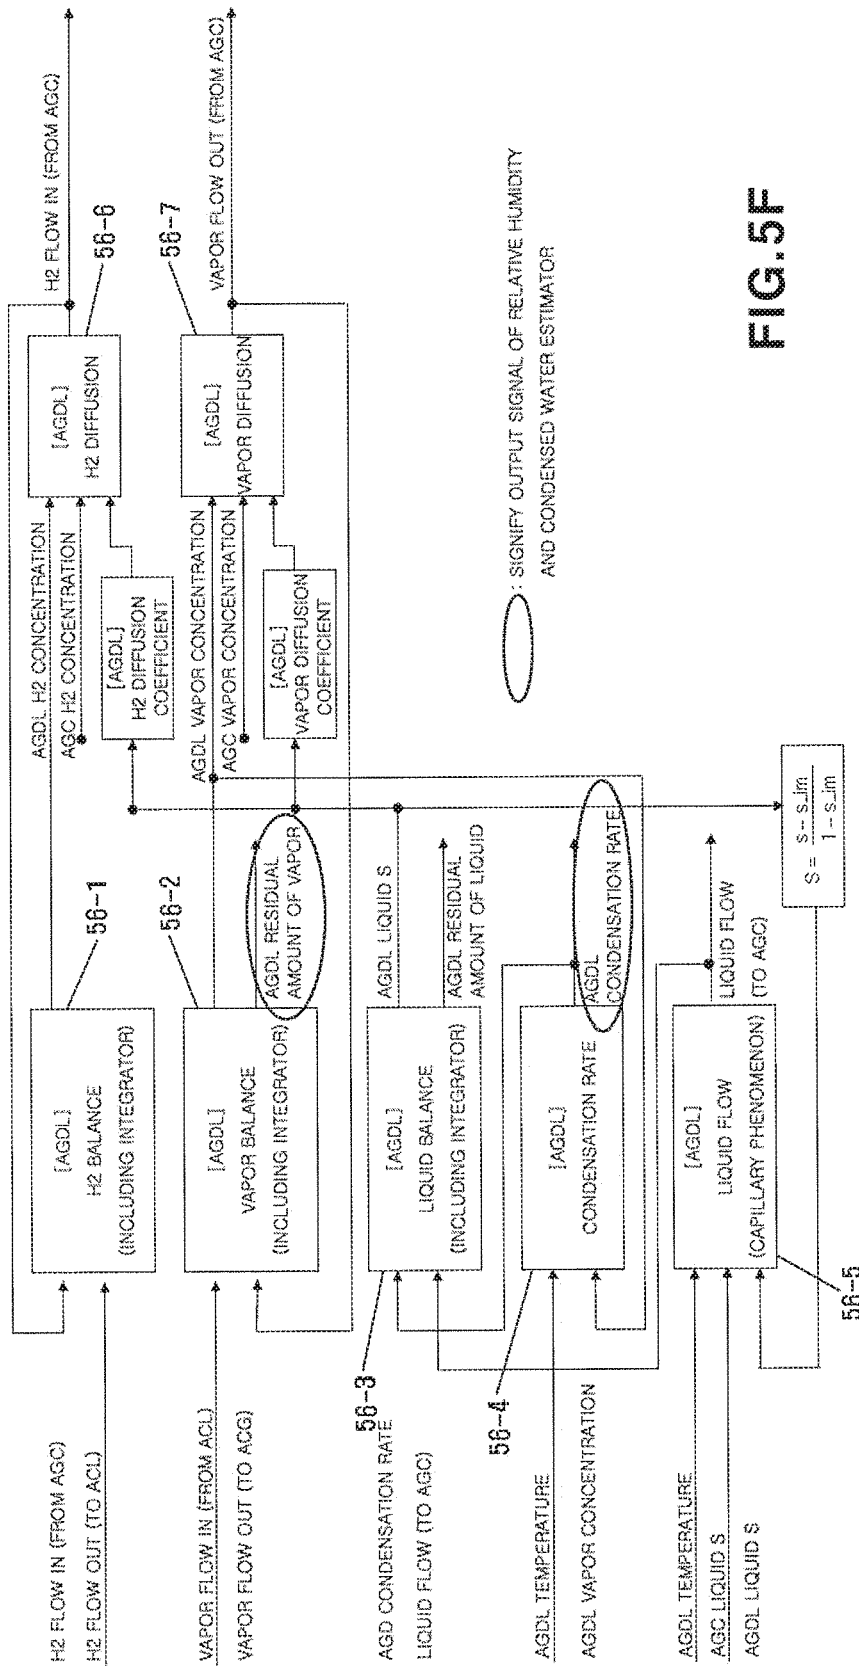 H2 FLOW IN (FROM AGC)
H2 FLOW OUT (TO ACL)
[AGDL]
H2 BALANCE
(INCLUDING INTEGRATOR)
56-1
AGDL H2 CONCENTRATION
AGC H2 CONCENTRATION
[AGDL]
H2 DIFFUSION
COEFFICIENT
[AGDL]
H2 DIFFUSION
56-6
H2 FLOW IN (FROM AGC)
VAPOR FLOW IN (FROM ACL)
VAPOR FLOW OUT (TO ACG)
[AGDL]
VAPOR BALANCE
(INCLUDING INTEGRATOR)
56-2
AGDL RESIDUAL
AMOUNT OF VAPOR
AGDL VAPOR CONCENTRATION
AGC VAPOR CONCENTRATION
[AGDL]
VAPOR DIFFUSION
COEFFICIENT
[AGDL]
VAPOR DIFFUSION
56-7
VAPOR FLOW OUT (FROM AGC)
AGD CONDENSATION RATE
LIQUID FLOW (TO AGC)
56-3
[AGDL]
LIQUID BALANCE
(INCLUDING INTEGRATOR)
AGDL LIQUID S
AGDL RESIDUAL
AMOUNT OF LIQUID
AGDL TEMPERATURE
AGDL VAPOR CONCENTRATION
56-4
[AGDL]
CONDENSATION RATE
AGDL
CONDENSATION RATE
AGDL TEMPERATURE
AGC LIQUID S
AGDL LIQUID S
[AGDL]
LIQUID FLOW
(CAPILLARY PHENOMENON)
56-5
LIQUID FLOW
(TO AGC)
S = s – s_im / 1 – s_im
: SIGNIFY OUTPUT SIGNAL OF RELATIVE HUMIDITY
AND CONDENSED WATER ESTIMATOR
FIG.5F